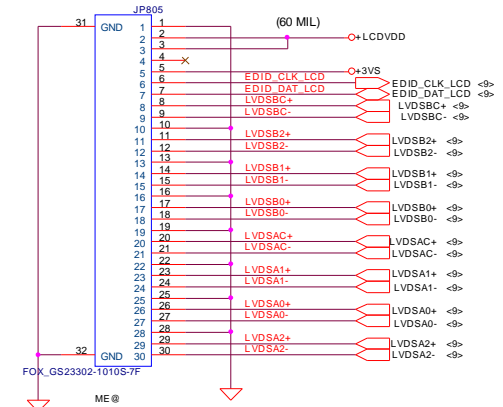 JP805
(60 MIL)
31 GND 1
2 +LCDVDD
3
4
5 +3VS
6 EDID_CLK_LCD EDID_CLK_LCD <9>
7 EDID_DAT_LCD EDID_DAT_LCD <9>
8 LVDSBC+ LVDSBC+ <9>
9 LVDSBC- LVDSBC- <9>
10
11 LVDSB2+ LVDSB2+ <9>
12 LVDSB2- LVDSB2- <9>
13
14 LVDSB1+ LVDSB1+ <9>
15 LVDSB1- LVDSB1- <9>
16
17 LVDSB0+ LVDSB0+ <9>
18 LVDSB0- LVDSB0- <9>
19
20 LVDSAC+ LVDSAC+ <9>
21 LVDSAC- LVDSAC- <9>
22
23 LVDSA1+ LVDSA1+ <9>
24 LVDSA1- LVDSA1- <9>
25
26 LVDSA0+ LVDSA0+ <9>
27 LVDSA0- LVDSA0- <9>
28
29 LVDSA2+ LVDSA2+ <9>
32 GND 30 LVDSA2- LVDSA2- <9>
FOX_GS23302-1010S-7F
ME@